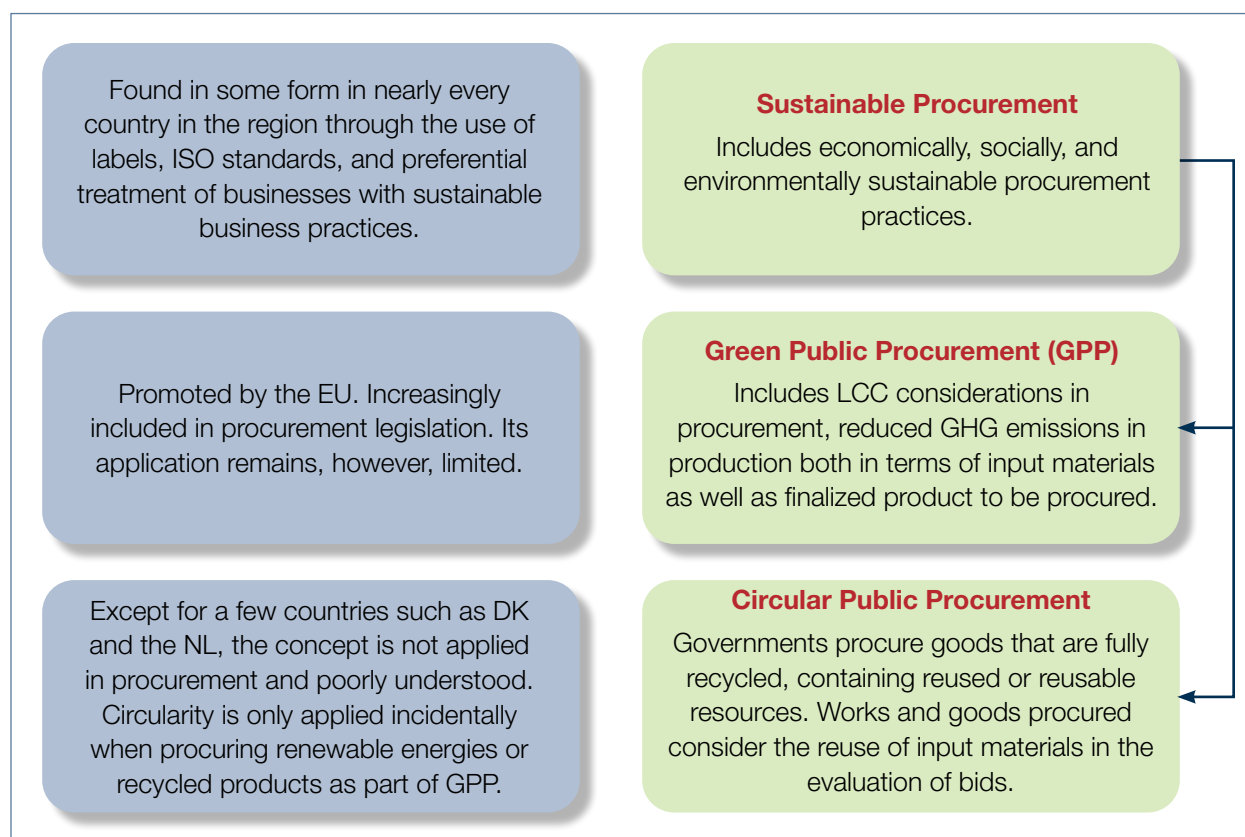 Found in some form in nearly every
country in the region through the use of
labels, ISO standards, and preferential
treatment of businesses with sustainable
business practices.
Sustainable Procurement
Includes economically, socially, and
environmentally sustainable procurement
practices.
Promoted by the EU. Increasingly
included in procurement legislation. Its
application remains, however, limited.
Green Public Procurement (GPP)
Includes LCC considerations in
procurement, reduced GHG emissions in
production both in terms of input materials
as well as finalized product to be procured.
Except for a few countries such as DK
and the NL, the concept is not applied
in procurement and poorly understood.
Circularity is only applied incidentally
when procuring renewable energies or
recycled products as part of GPP.
Circular Public Procurement
Governments procure goods that are fully
recycled, containing reused or reusable
resources. Works and goods procured
consider the reuse of input materials in the
evaluation of bids.